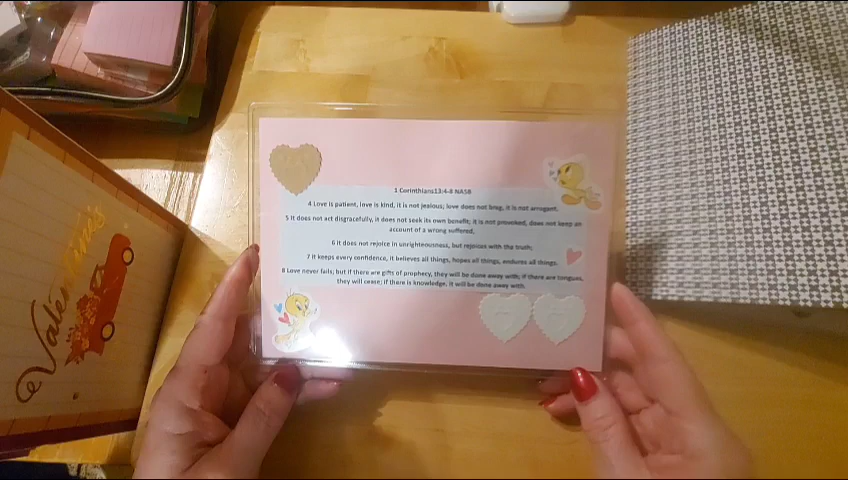 1 Corinthians13:4-8 NASB
4 Love is patient, love is kind, it is not jealous; love does not brag, it is not arrogant.
5 It does not act disgracefully, it does not seek its own benefit; it is not provoked, does not keep an
account of a wrong suffered,
6 it does not rejoice in unrighteousness, but rejoices with the truth;
7 it keeps every confidence, it believes all things, hopes all things, endures all things.
8 Love never fails; but if there are gifts of prophecy, they will be done away with; if there are tongues,
they will cease; if there is knowledge, it will be done away with.
Valentine's